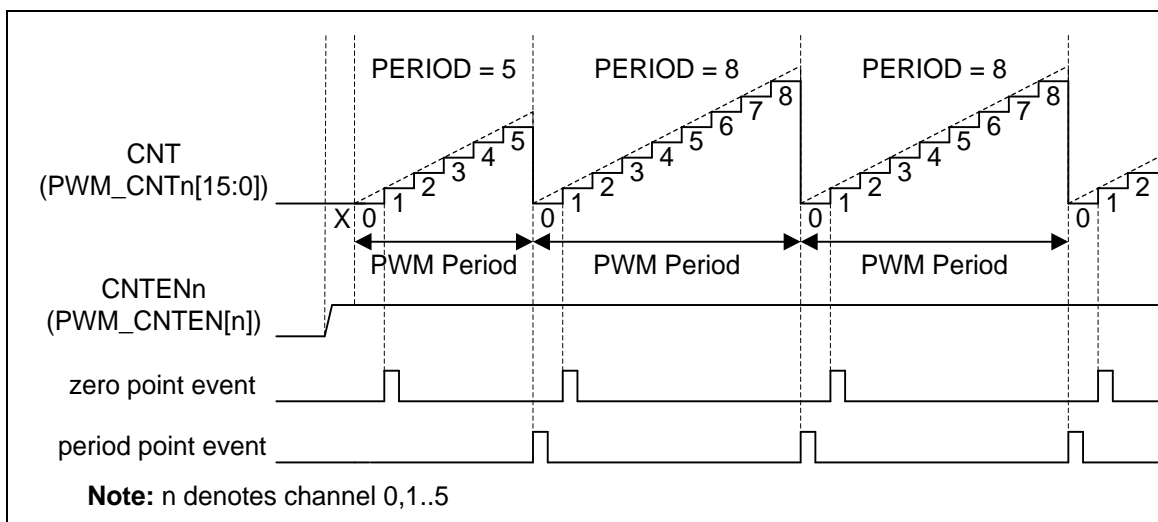 PERIOD = 5 PERIOD = 8 PERIOD = 8
CNT
(PWM_CNTn[15:0])
X 0 1 2 3 4 5 0 1 2 3 4 5 6 7 8 0 1 2 3 4 5 6 7 8 0 1 2
PWM Period PWM Period PWM Period
CNTENn
(PWM_CNTEN[n])
zero point event
period point event
Note: n denotes channel 0,1..5